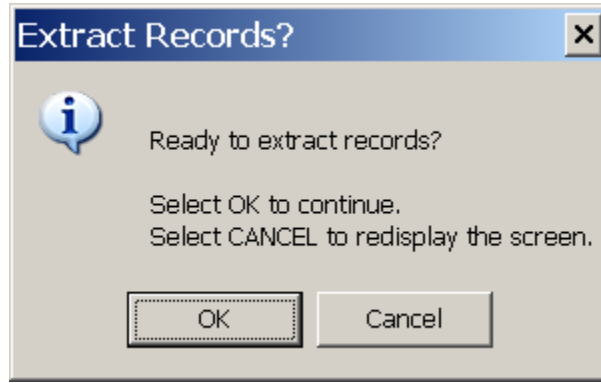 Extract Records?
Ready to extract records?
Select OK to continue.
Select CANCEL to redisplay the screen.
OK
Cancel